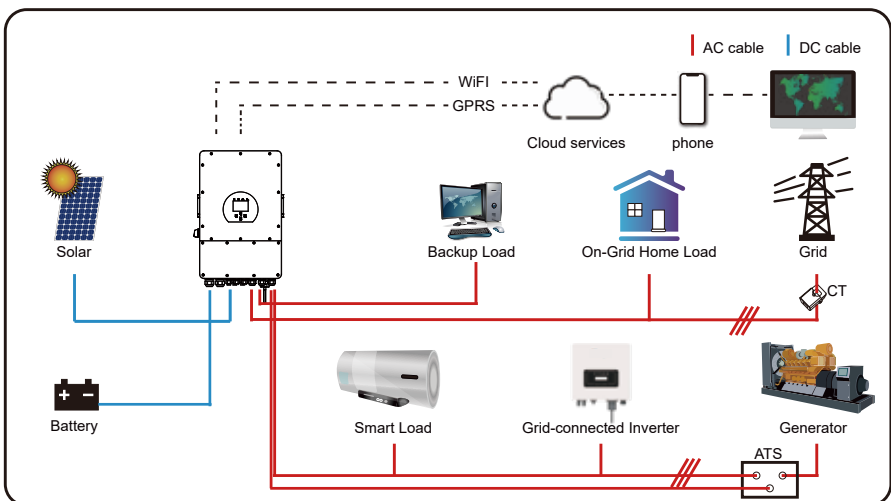 AC cable
DC cable
WiFI
GPRS
Cloud services
phone
Solar
Backup Load
On-Grid Home Load
Grid
CT
Battery
Smart Load
Grid-connected Inverter
Generator
ATS